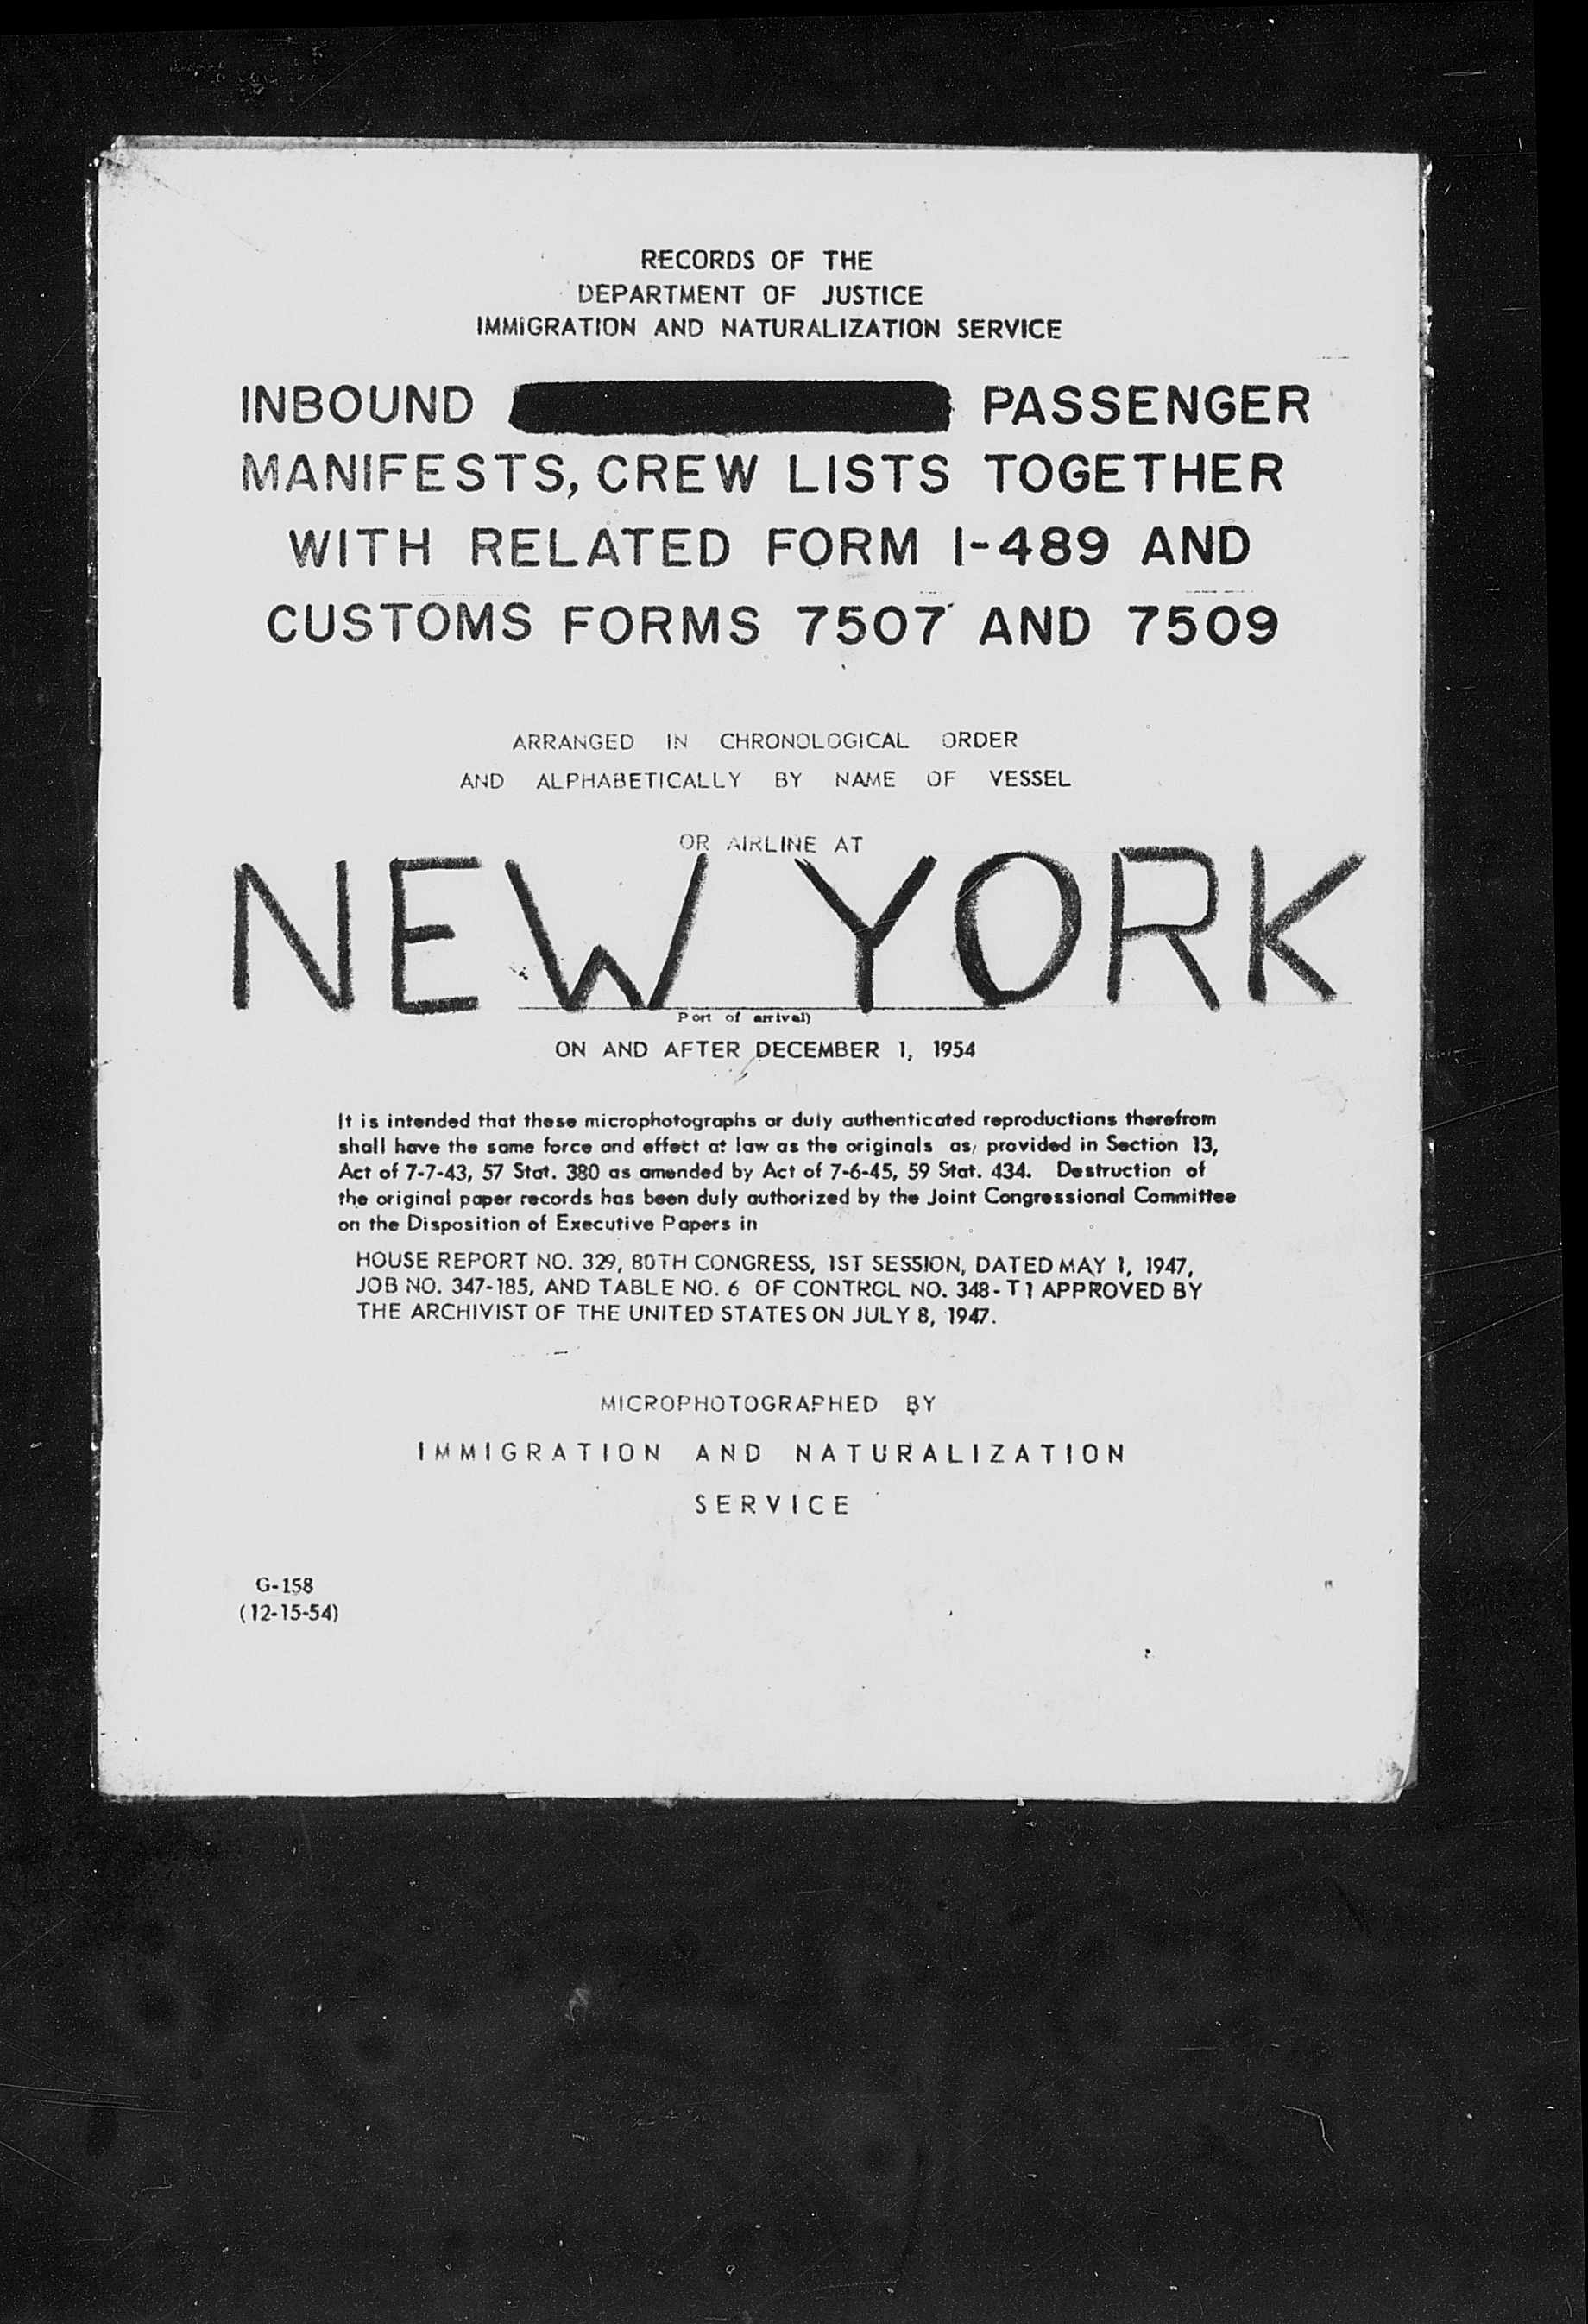 RECORDS OF THE
DEPARTMENT OF JUSTICE
IMMIGRATION AND NATURALIZATION SERVICE
INBOUND PASSENGER
MANIFESTS, CREW LISTS TOGETHER
WITH RELATED FORM I-489 AND
CUSTOMS FORMS 7507 AND 7509
ARRANGED IN CHRONOLOGICAL ORDER
AND ALPHABETICALLY BY NAME OF VESSEL
OR AIRLINE AT
NEW YORK
Port of arrival)
ON AND AFTER DECEMBER 1, 1954
It is intended that these microphotographs or duly authenticated reproductions therefrom
shall have the same force and effect at law as the originals as, provided in Section 13,
Act of 7-7-43, 57 Stat. 380 as amended by Act of 7-6-45, 59 Stat. 434. Destruction of
the original paper records has been duly authorized by the Joint Congressional Committee
on the Disposition of Executive Papers in
HOUSE REPORT NO. 329, 80TH CONGRESS, 1ST SESSION, DATED MAY 1, 1947,
JOB NO. 347-185, AND TABLE NO. 6 OF CONTROL NO. 348-T1 APPROVED BY
THE ARCHIVIST OF THE UNITED STATES ON JULY 8, 1947.
MICROPHOTOGRAPHED BY
IMMIGRATION AND NATURALIZATION
SERVICE
G-158
(12-15-54)